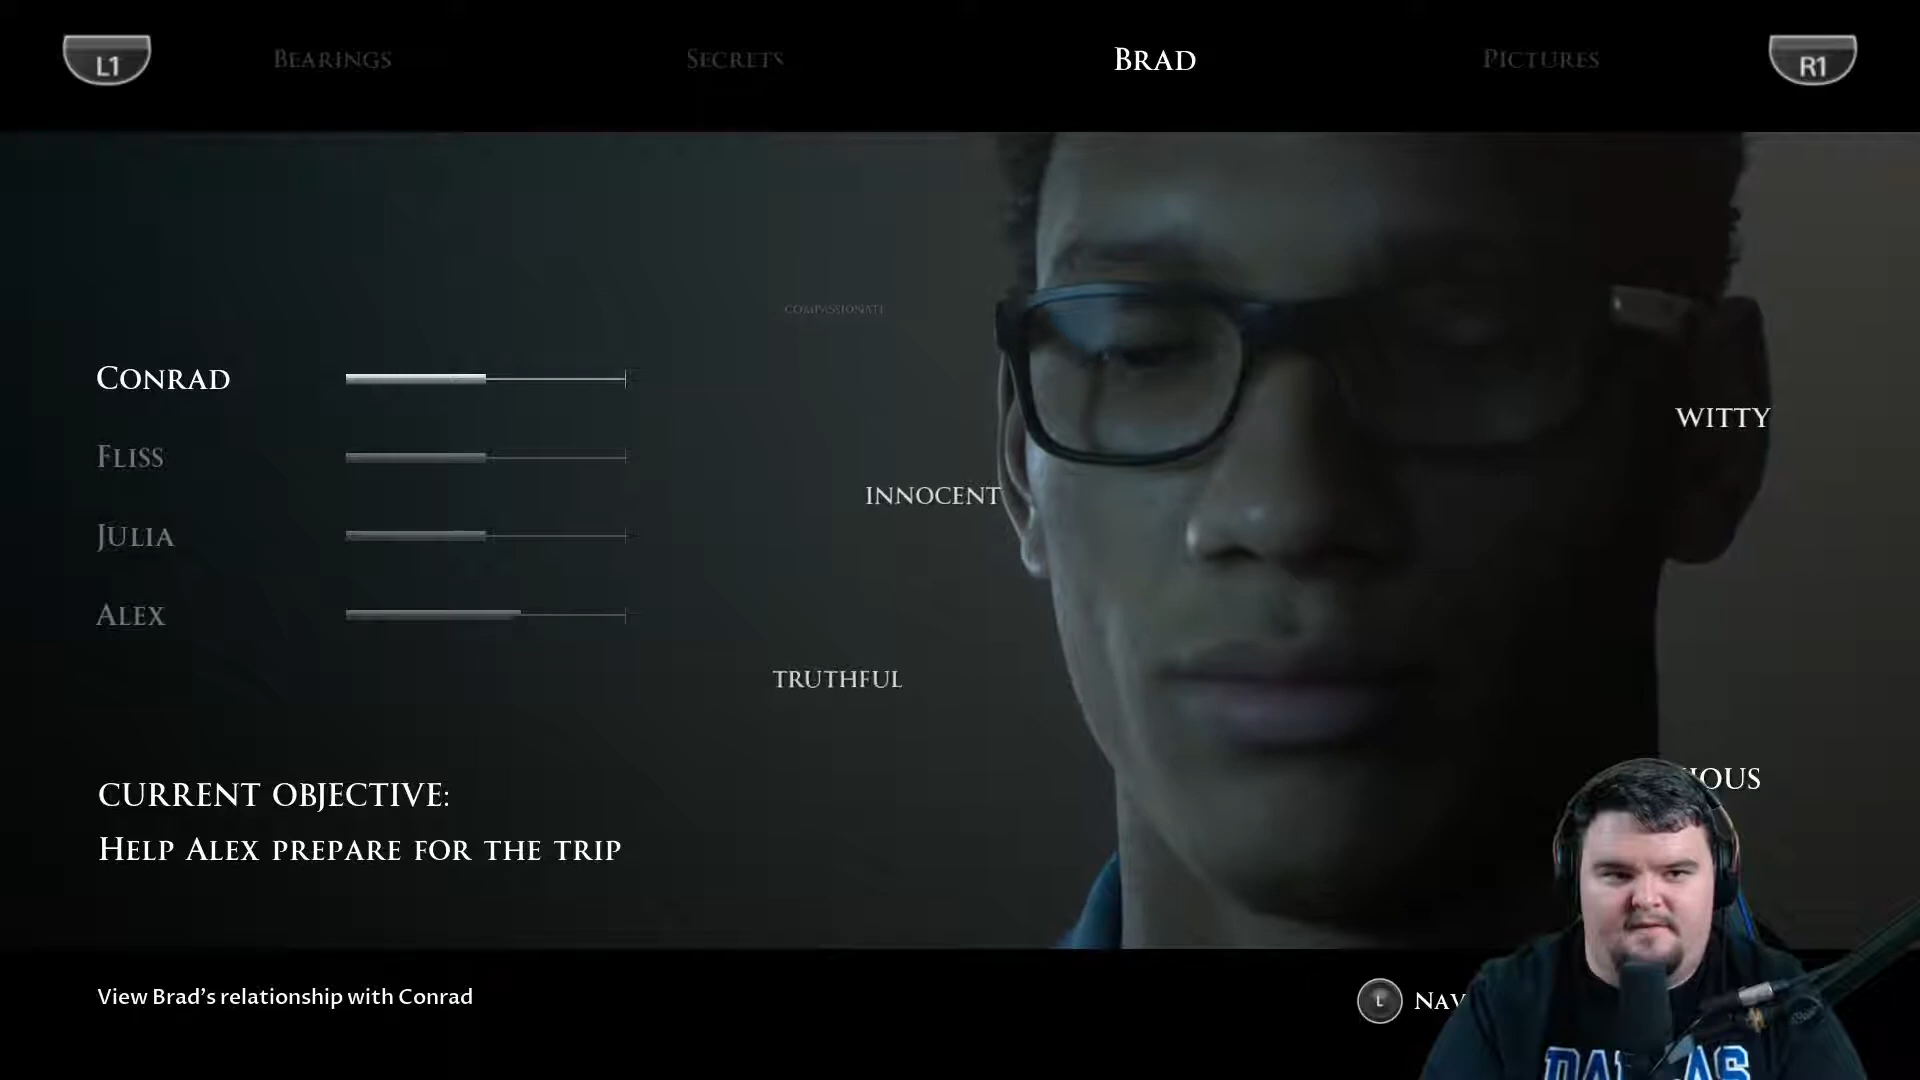 L1
BEARINGS
SECRETS
BRAD
PICTURES
R1
COMPASSIONATE
CONRAD
WITTY
FLISS
INNOCENT
JULIA
ALEX
TRUTHFUL
CURRENT OBJECTIVE:
HELP ALEX PREPARE FOR THE TRIP
View Brad's relationship with Conrad
L